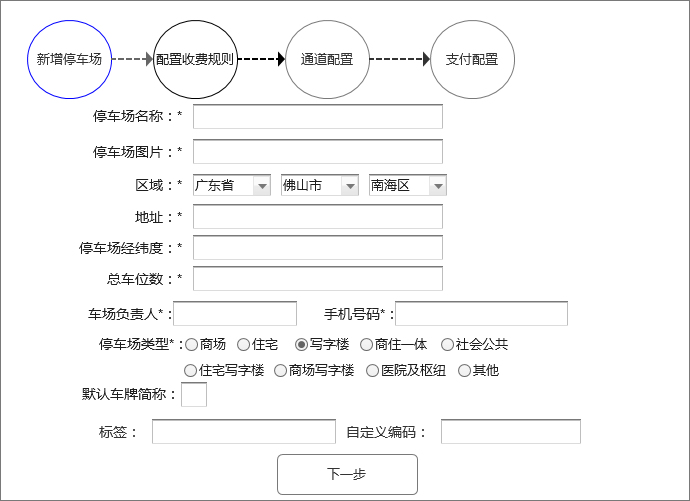 新增停车场 配置收费规则 通道配置 支付配置
停车场名称：*
停车场图片：*
区域：* 广东省 佛山市 南海区
地址：*
停车场经纬度：*
总车位数：*
车场负责人*： 手机号码*：
停车场类型*： 商场 住宅 写字楼 商住一体 社会公共
住宅写字楼 商场写字楼 医院及枢纽 其他
默认车牌简称：
标签： 自定义编码：
下一步